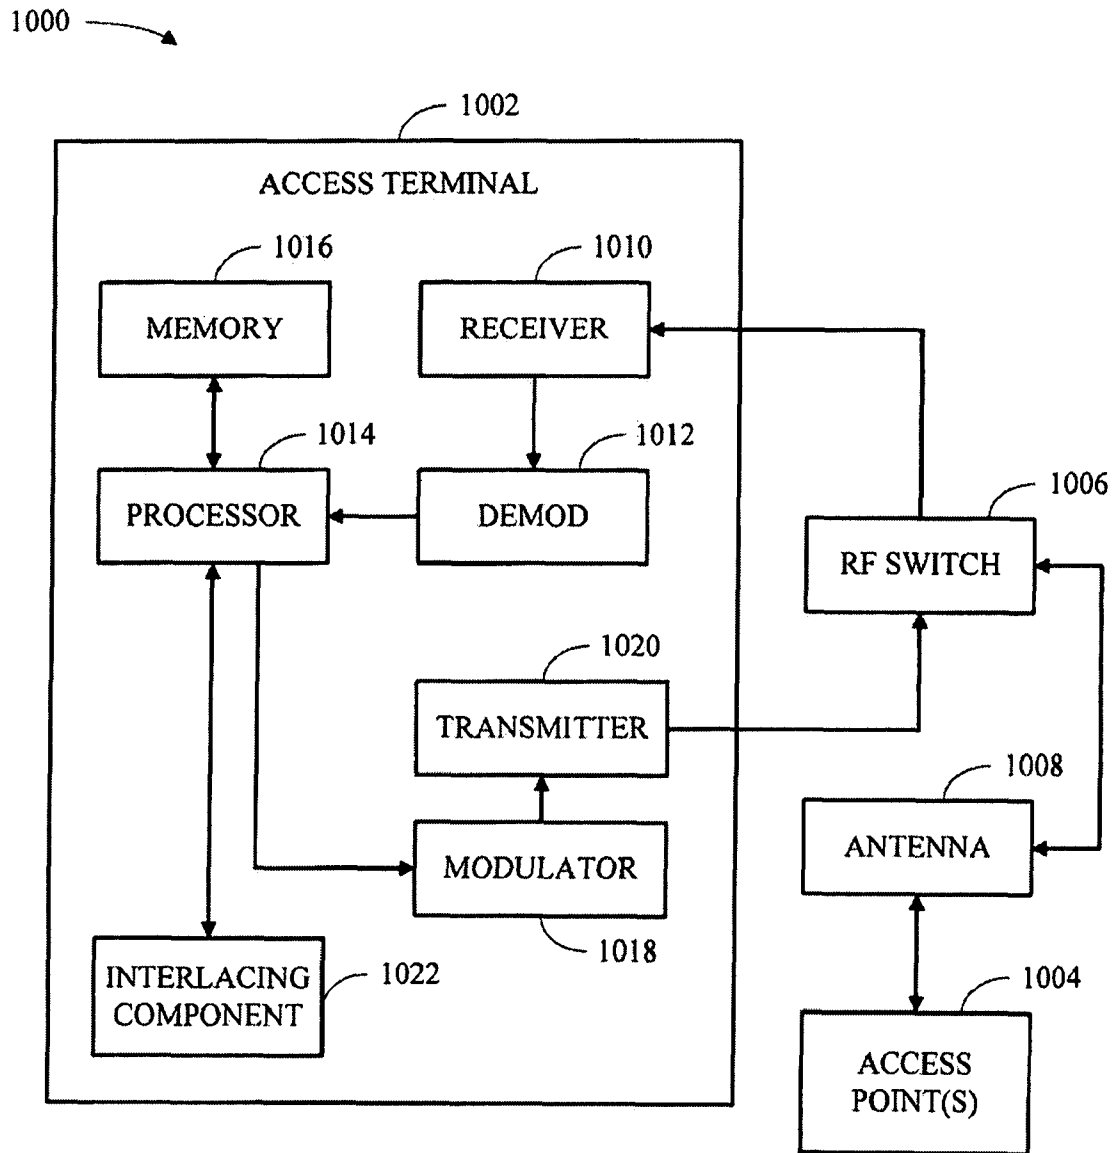 1000
1002
ACCESS TERMINAL
1016
1010
MEMORY
RECEIVER
1014
1012
PROCESSOR
DEMOD
1006
RF SWITCH
1020
TRANSMITTER
1008
ANTENNA
MODULATOR
1018
1022
INTERLACING
COMPONENT
1004
ACCESS
POINT(S)